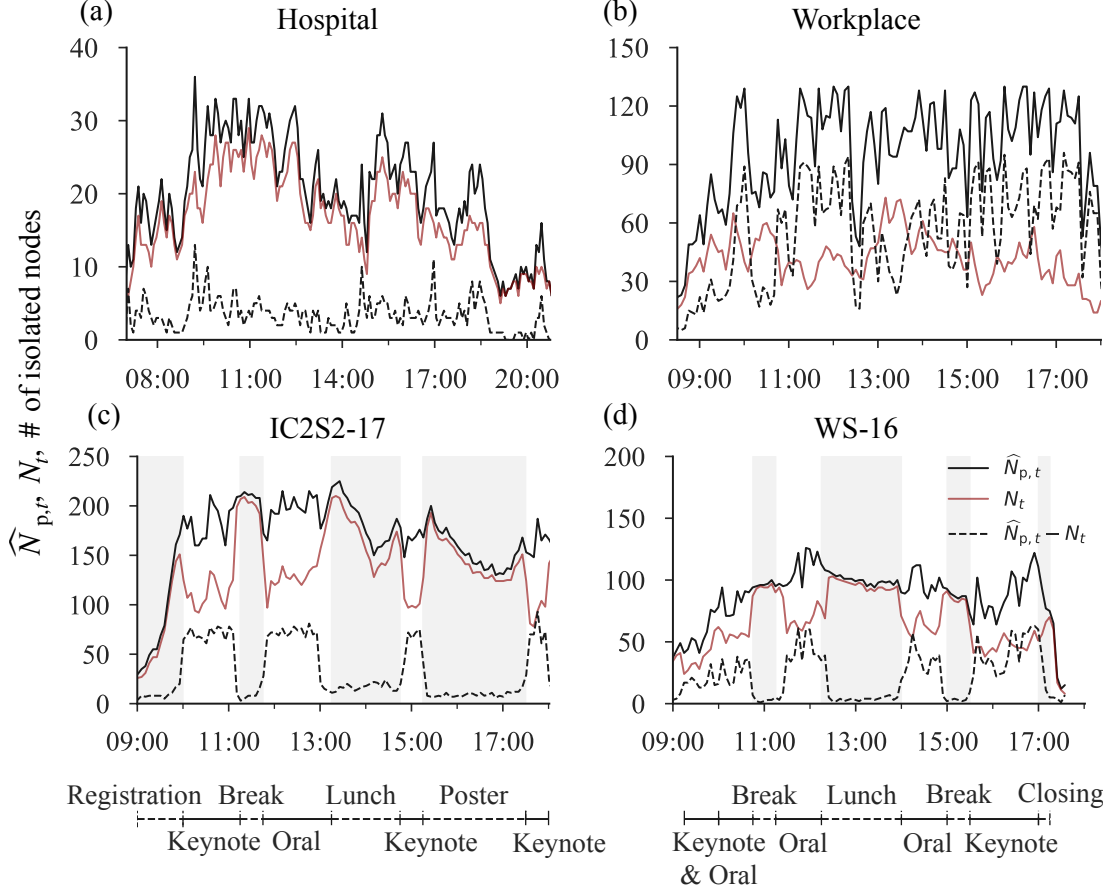 (a) Hospital
(b) Workplace
N̂p,t, Nt, # of isolated nodes
40
30
20
10
0
08:00 11:00 14:00 17:00 20:00
150
120
90
60
30
0
09:00 11:00 13:00 15:00 17:00
(c) IC2S2-17
(d) WS-16
250
200
150
100
50
0
09:00 11:00 13:00 15:00 17:00
200
150
100
50
0
09:00 11:00 13:00 15:00 17:00
N̂p, t
Nt
N̂p, t − Nt
Registration Break Lunch Poster
Keynote Oral Keynote Keynote
Break Lunch Break Closing
Keynote Oral Oral Keynote
& Oral